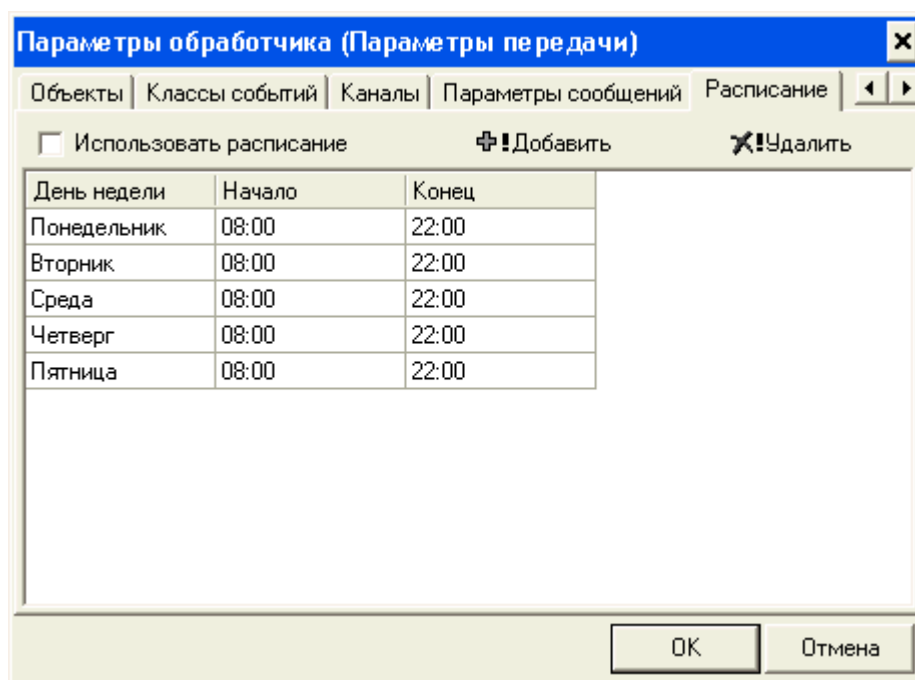 Параметры обработчика (Параметры передачи)
Объекты Классы событий Каналы Параметры сообщений Расписание
Использовать расписание !Добавить !Удалить
День недели Начало Конец
Понедельник 08:00 22:00
Вторник 08:00 22:00
Среда 08:00 22:00
Четверг 08:00 22:00
Пятница 08:00 22:00
OK Отмена